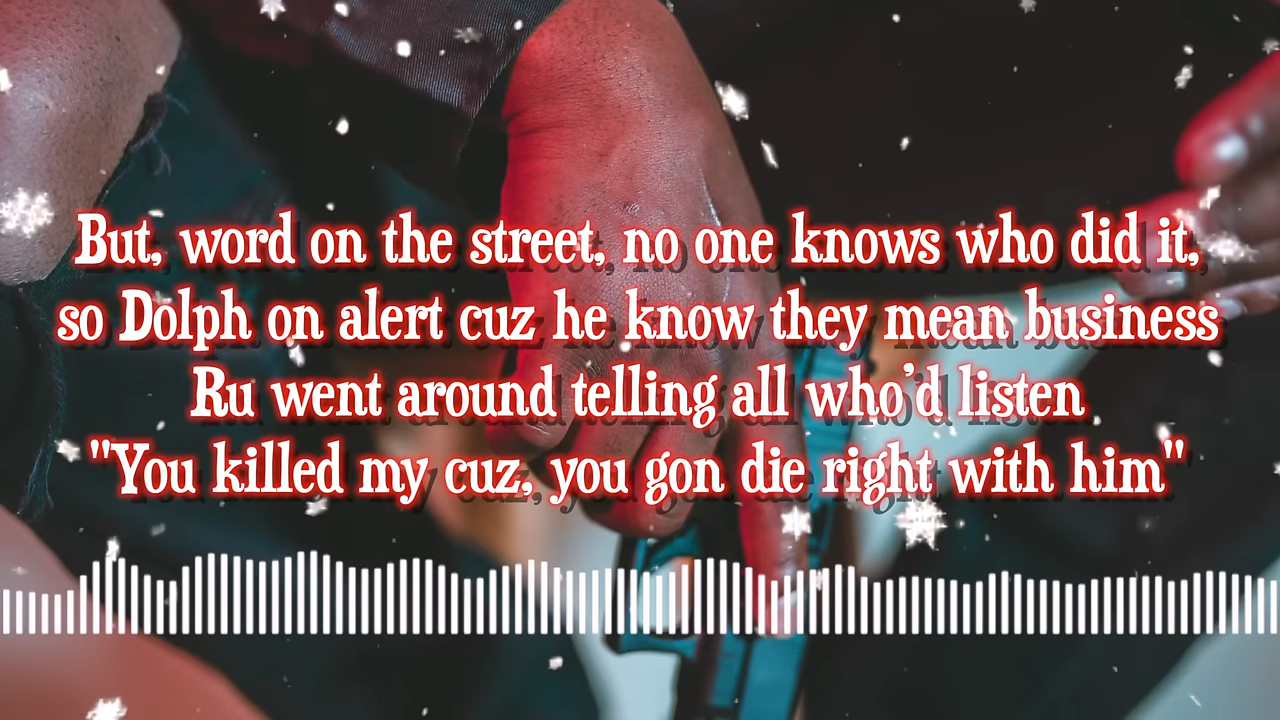 But, word on the street, no one knows who did it,
so Dolph on alert cuz he know they mean business
Ru went around telling all who'd listen
"You killed my cuz, you gon die right with him"